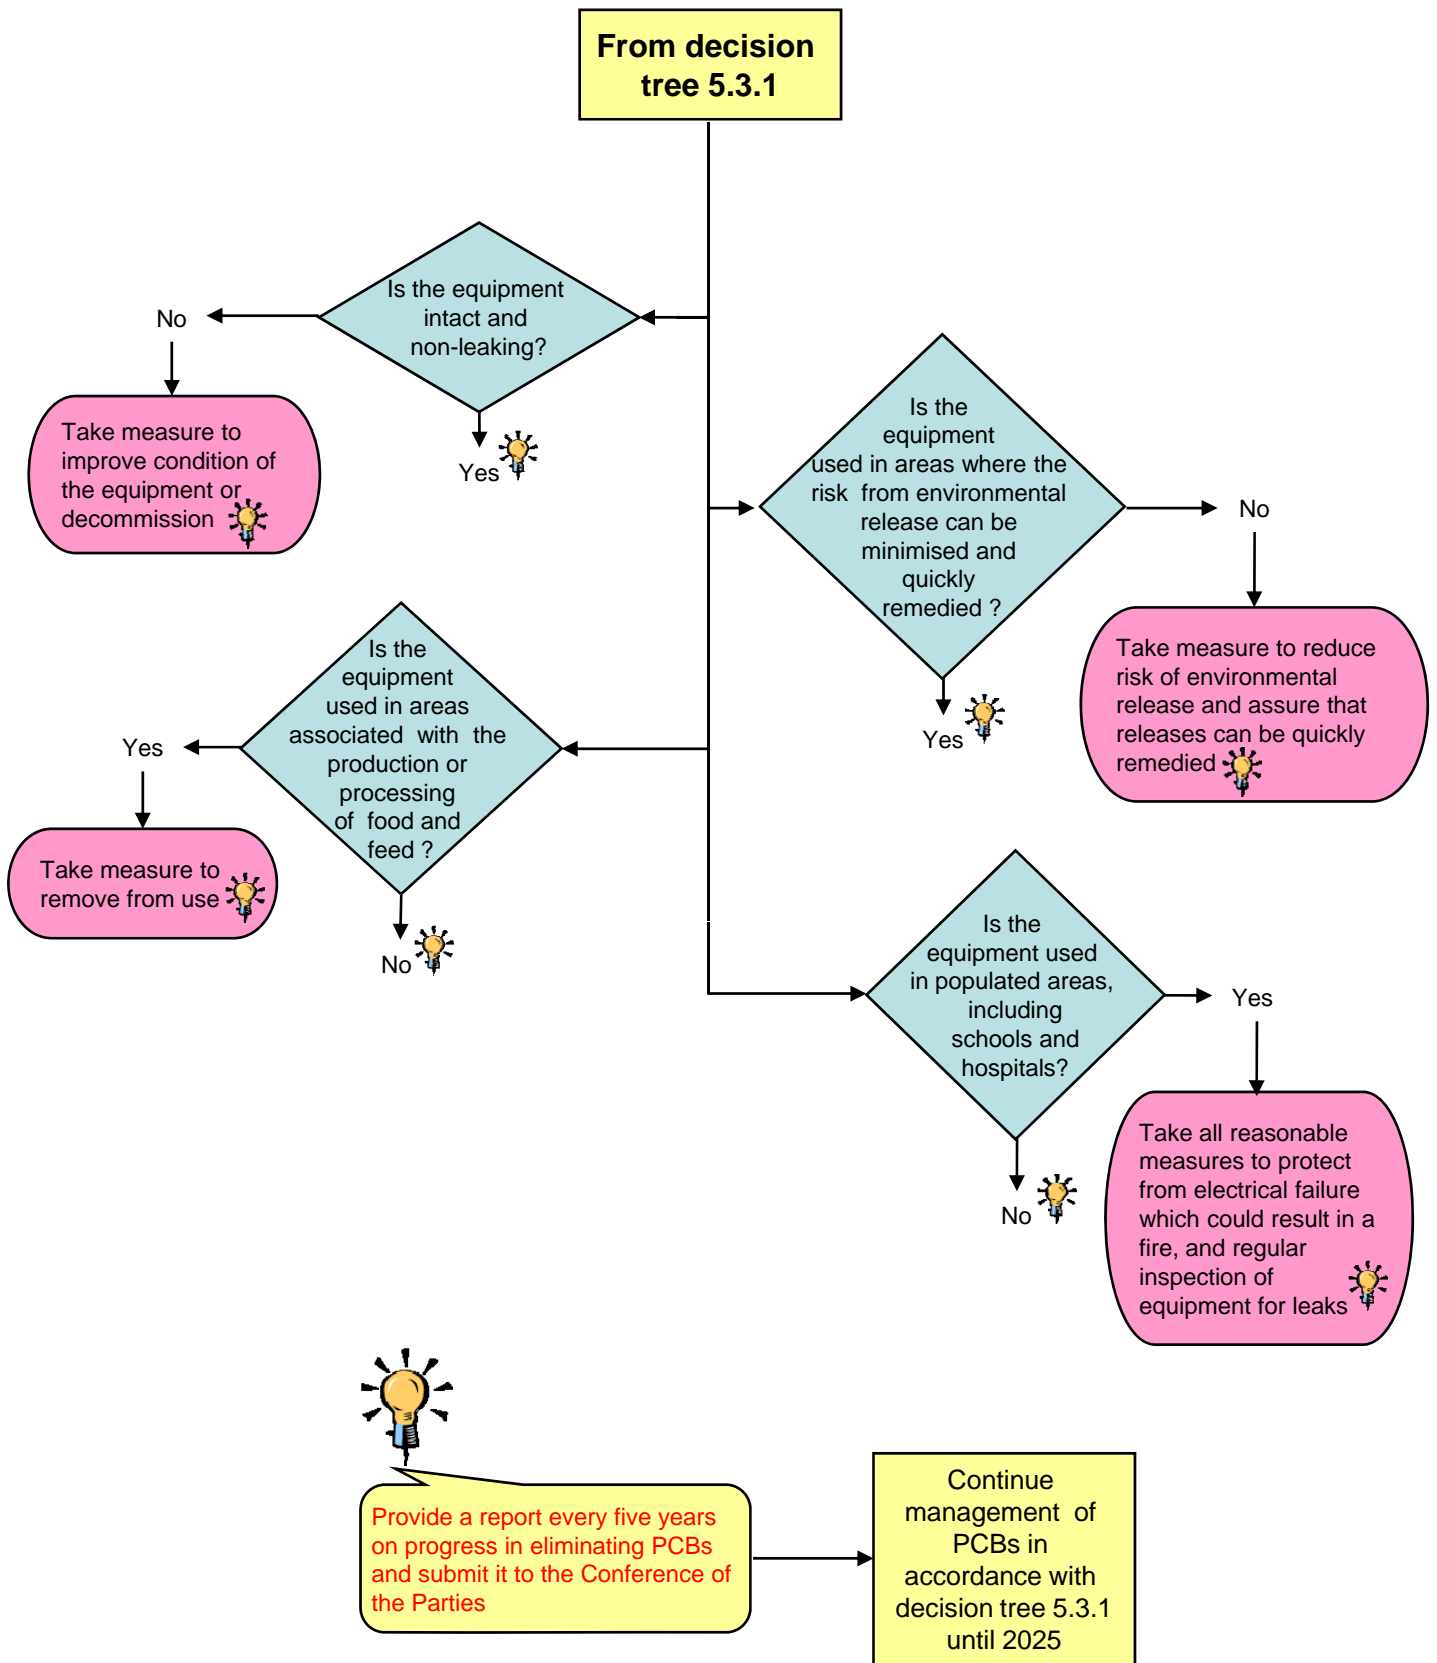 From decision
tree 5.3.1
Is the equipment
intact and
non-leaking?
No
Take measure to
improve condition of
the equipment or
decommission
Yes
Is the
equipment
used in areas where the
risk from environmental
release can be
minimised and
quickly
remedied ?
No
Take measure to reduce
risk of environmental
release and assure that
releases can be quickly
remedied
Yes
Is the
equipment
used in areas
associated with the
production or
processing
of food and
feed ?
Yes
Take measure to
remove from use
No
Is the
equipment used
in populated areas,
including
schools and
hospitals?
Yes
Take all reasonable
measures to protect
from electrical failure
which could result in a
fire, and regular
inspection of
equipment for leaks
No
Provide a report every five years
on progress in eliminating PCBs
and submit it to the Conference of
the Parties
Continue
management of
PCBs in
accordance with
decision tree 5.3.1
until 2025